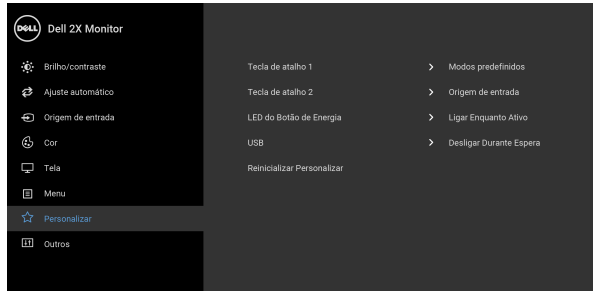 DELL Dell 2X Monitor
Brilho/contraste
Ajuste automático
Origem de entrada
Cor
Tela
Menu
Personalizar
Outros
Tecla de atalho 1 > Modos predefinidos
Tecla de atalho 2 > Origem de entrada
LED do Botão de Energia > Ligar Enquanto Ativo
USB > Desligar Durante Espera
Reinicializar Personalizar